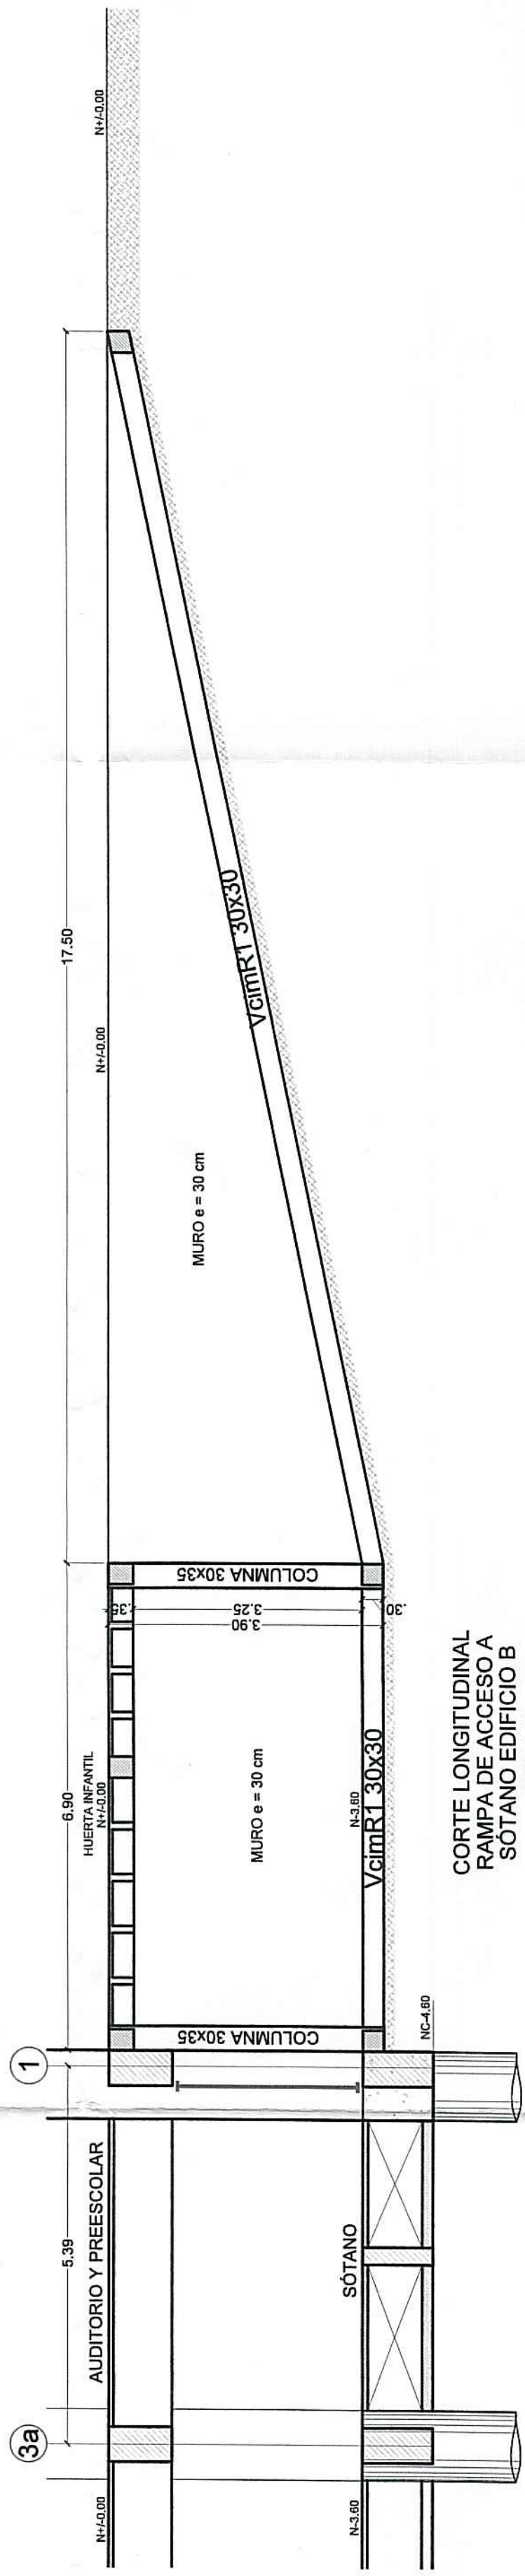 3a
1
5.39
6.90
17.50
AUDITORIO Y PREESCOLAR
HUERTA INFANTIL
N+/-0.00
N+/-0.00
N+/-0.00
N+/-0.00
COLUMNA 30x35
MURO e = 30 cm
COLUMNA 30x35
.35
3.25
3.90
.30
MURO e = 30 cm
VcimR1 30x30
SÓTANO
N-3.60
N-3.60
VcimR1 30x30
NC-4.60
CORTE LONGITUDINAL
RAMPA DE ACCESO A
SÓTANO EDIFICIO B